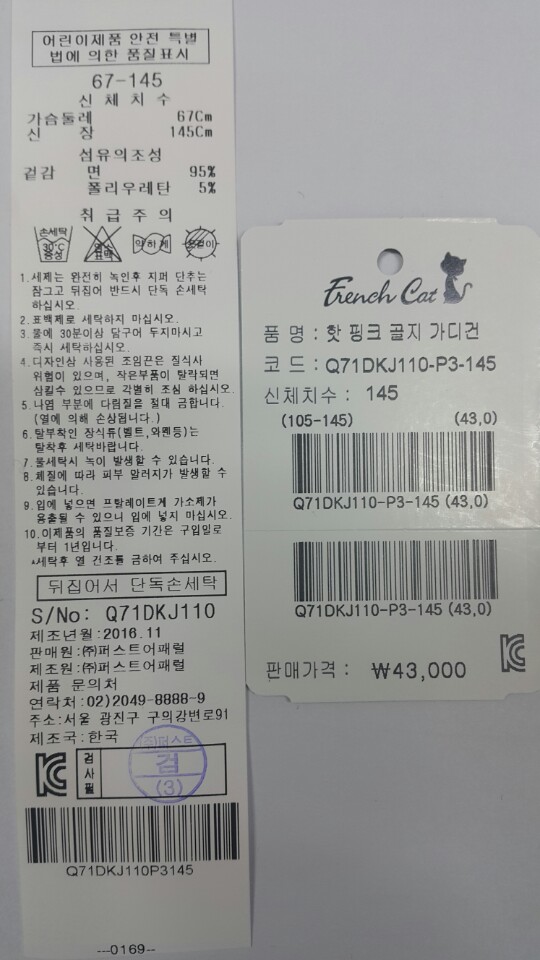 어린이제품 안전 특별
법에 의한 품질표시
67-145
신 체 치 수
가슴둘레 67Cm
신 장 145Cm
섬유의조성
겉감 면 95%
폴리우레탄 5%
취 급 주 의
손세탁
30℃
중성
염소
표백
약하게
옷걸이
1.세제는 완전히 녹인후 지퍼 단추는
잠그고 뒤집어 반드시 단독 손세탁
하십시오.
2.표백제로 세탁하지 마십시오.
3.물에 30분이상 담구어 두지마시고
즉시 세탁하십시오.
4.디자인상 사용된 조임끈은 질식사
위험이 있으며, 작은부품이 탈락되면
삼킬수 있으므로 각별히 조심 하십시오.
5.나염 부분에 다림질을 절대 금합니다.
(열에 의해 손상됩니다.)
6.탈부착인 장식류(벨트,와펜등)는
탈착후 세탁바랍니다.
7.물세탁시 녹이 발생할 수 있습니다.
8.체질에 따라 피부 알러지가 발생할 수
있습니다.
9.입에 넣으면 프탈레이트계 가소제가
용출될 수 있으니 입에 넣지 마십시오.
10.이제품의 품질보증 기간은 구입일로
부터 1년입니다.
*세탁후 열 건조를 금하여 주십시오.
뒤집어서 단독손세탁
S/No: Q71DKJ110
제조년월:2016.11
판매원:㈜퍼스트어패럴
제조원:㈜퍼스트어패럴
제품 문의처
연락처:02)2049-8888-9
주소:서울 광진구 구의강변로91
제조국:한국
KC
검사필
(주)퍼스트
검
(3)
Q71DKJ110P3145
---0169--
French Cat
품 명 : 핫 핑크 골지 가디건
코 드 : Q71DKJ110-P3-145
신체치수 : 145
(105-145) (43,0)
Q71DKJ110-P3-145 (43,0)
Q71DKJ110-P3-145 (43,0)
KC
판매가격 : ₩43,000